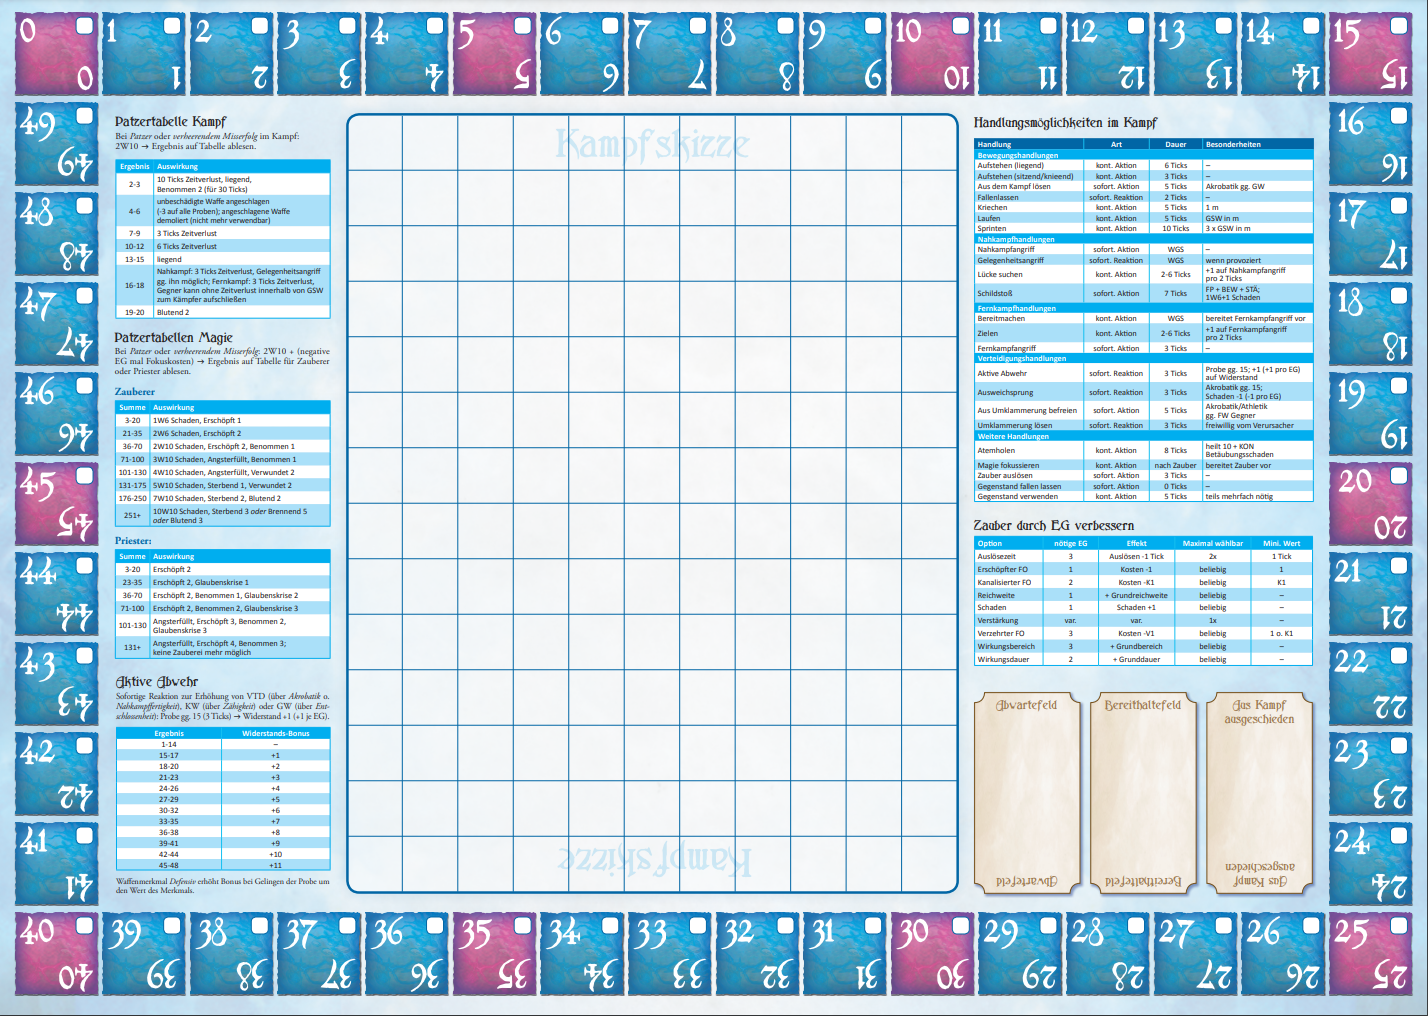 0 1 2 3 4 5 6 7 8 9 10 11 12 13 14 15
0 1 2 3 4 5 6 7 8 9 10 11 12 13 14 15
49
49
48
48
47
47
46
46
45
45
44
44
43
43
42
42
41
41
Patzertabelle Kampf
Bei Patzer oder verheerendem Misserfolg im Kampf:
2W10 → Ergebnis auf Tabelle ablesen.
Ergebnis Auswirkung
2-3 10 Ticks Zeitverlust, liegend,
Benommen 2 (für 30 Ticks)
4-6 unbeschädigte Waffe angeschlagen
(-3 auf alle Proben); angeschlagene Waffe
demoliert (nicht mehr verwendbar)
7-9 3 Ticks Zeitverlust
10-12 6 Ticks Zeitverlust
13-15 liegend
16-18 Nahkampf: 3 Ticks Zeitverlust, Gelegenheitsangriff
gg. ihn möglich; Fernkampf: 3 Ticks Zeitverlust,
Gegner kann ohne Zeitverlust innerhalb von GSW
zum Kämpfer aufschließen
19-20 Blutend 2
Patzertabellen Magie
Bei Patzer oder verheerendem Misserfolg: 2W10 + (negative
EG mal Fokuskosten) → Ergebnis auf Tabelle für Zauberer
oder Priester ablesen.
Zauberer
Summe Auswirkung
3-20 1W6 Schaden, Erschöpft 1
21-35 2W6 Schaden, Erschöpft 2
36-70 2W10 Schaden, Erschöpft 2, Benommen 1
71-100 3W10 Schaden, Angsterfüllt, Benommen 1
101-130 4W10 Schaden, Angsterfüllt, Verwundet 2
131-175 5W10 Schaden, Sterbend 1, Verwundet 2
176-250 7W10 Schaden, Sterbend 2, Blutend 2
251+ 10W10 Schaden, Sterbend 3 oder Brennend 5
oder Blutend 3
Priester:
Summe Auswirkung
3-20 Erschöpft 2
23-35 Erschöpft 2, Glaubenskrise 1
36-70 Erschöpft 2, Benommen 1, Glaubenskrise 2
71-100 Erschöpft 2, Benommen 2, Glaubenskrise 3
101-130 Angsterfüllt, Erschöpft 3, Benommen 2,
Glaubenskrise 3
131+ Angsterfüllt, Erschöpft 4, Benommen 3;
keine Zauberei mehr möglich
Aktive Abwehr
Sofortige Reaktion zur Erhöhung von VTD (über Akrobatik o.
Nahkampffertigkeit), KW (über Zähigkeit) oder GW (über Ent-
schlossenheit): Probe gg. 15 (3 Ticks) → Widerstand +1 (+1 je EG).
Ergebnis Widerstands-Bonus
1-14 –
15-17 +1
18-20 +2
21-23 +3
24-26 +4
27-29 +5
30-32 +6
33-35 +7
36-38 +8
39-41 +9
42-44 +10
45-48 +11
Waffenmerkmal Defensiv erhöht Bonus bei Gelingen der Probe um
den Wert des Merkmals.
Kampfskizze
Kampfskizze
Handlungsmöglichkeiten im Kampf
Handlung Art Dauer Besonderheiten
Bewegungshandlungen
Aufstehen (liegend) kont. Aktion 6 Ticks –
Aufstehen (sitzend/knieend) kont. Aktion 3 Ticks –
Aus dem Kampf lösen sofort. Aktion 5 Ticks Akrobatik gg. GW
Fallenlassen sofort. Reaktion 2 Ticks –
Kriechen kont. Aktion 5 Ticks 1 m
Laufen kont. Aktion 5 Ticks GSW in m
Sprinten kont. Aktion 10 Ticks 3 x GSW in m
Nahkampfhandlungen
Nahkampfangriff sofort. Aktion WGS –
Gelegenheitsangriff sofort. Reaktion WGS wenn provoziert
Lücke suchen kont. Aktion 2-6 Ticks +1 auf Nahkampfangriff
pro 2 Ticks
Schildstoß sofort. Aktion 7 Ticks FP + BEW + STÄ;
1W6+1 Schaden
Fernkampfhandlungen
Bereitmachen kont. Aktion WGS bereitet Fernkampfangriff vor
Zielen kont. Aktion 2-6 Ticks +1 auf Fernkampfangriff
pro 2 Ticks
Fernkampfangriff sofort. Aktion 3 Ticks –
Verteidigungshandlungen
Aktive Abwehr sofort. Reaktion 3 Ticks Probe gg. 15; +1 (+1 pro EG)
auf Widerstand
Ausweichsprung sofort. Reaktion 3 Ticks Akrobatik gg. 15;
Schaden -1 (-1 pro EG)
Aus Umklammerung befreien sofort. Aktion 5 Ticks Akrobatik/Athletik
gg. FW Gegner
Umklammerung lösen sofort. Reaktion 3 Ticks freiwillig vom Verursacher
Weitere Handlungen
Atemholen kont. Aktion 8 Ticks heilt 10 + KON
Betäubungsschaden
Magie fokussieren kont. Aktion nach Zauber bereitet Zauber vor
Zauber auslösen sofort. Aktion 3 Ticks –
Gegenstand fallen lassen sofort. Aktion 0 Ticks –
Gegenstand verwenden kont. Aktion 5 Ticks teils mehrfach nötig
Zauber durch EG verbessern
Option nötige EG Effekt Maximal wählbar Mini. Wert
Auslösezeit 3 Auslösen -1 Tick 2x 1 Tick
Erschöpfter FO 1 Kosten -1 beliebig 1
Kanalisierter FO 2 Kosten -K1 beliebig K1
Reichweite 1 + Grundreichweite beliebig –
Schaden 1 Schaden +1 beliebig –
Verstärkung var. var. 1x –
Verzehrter FO 3 Kosten -V1 beliebig 1 o. K1
Wirkungsbereich 3 + Grundbereich beliebig –
Wirkungsdauer 2 + Grunddauer beliebig –
Abwartefeld
Abwartefeld
Bereithaltefeld
Bereithaltefeld
Aus Kampf
ausgeschieden
Aus Kampf
ausgeschieden
16
16
17
17
18
18
19
19
20
20
21
21
22
22
23
23
24
24
40 39 38 37 36 35 34 33 32 31 30 29 28 27 26 25
40 39 38 37 36 35 34 33 32 31 30 29 28 27 26 25